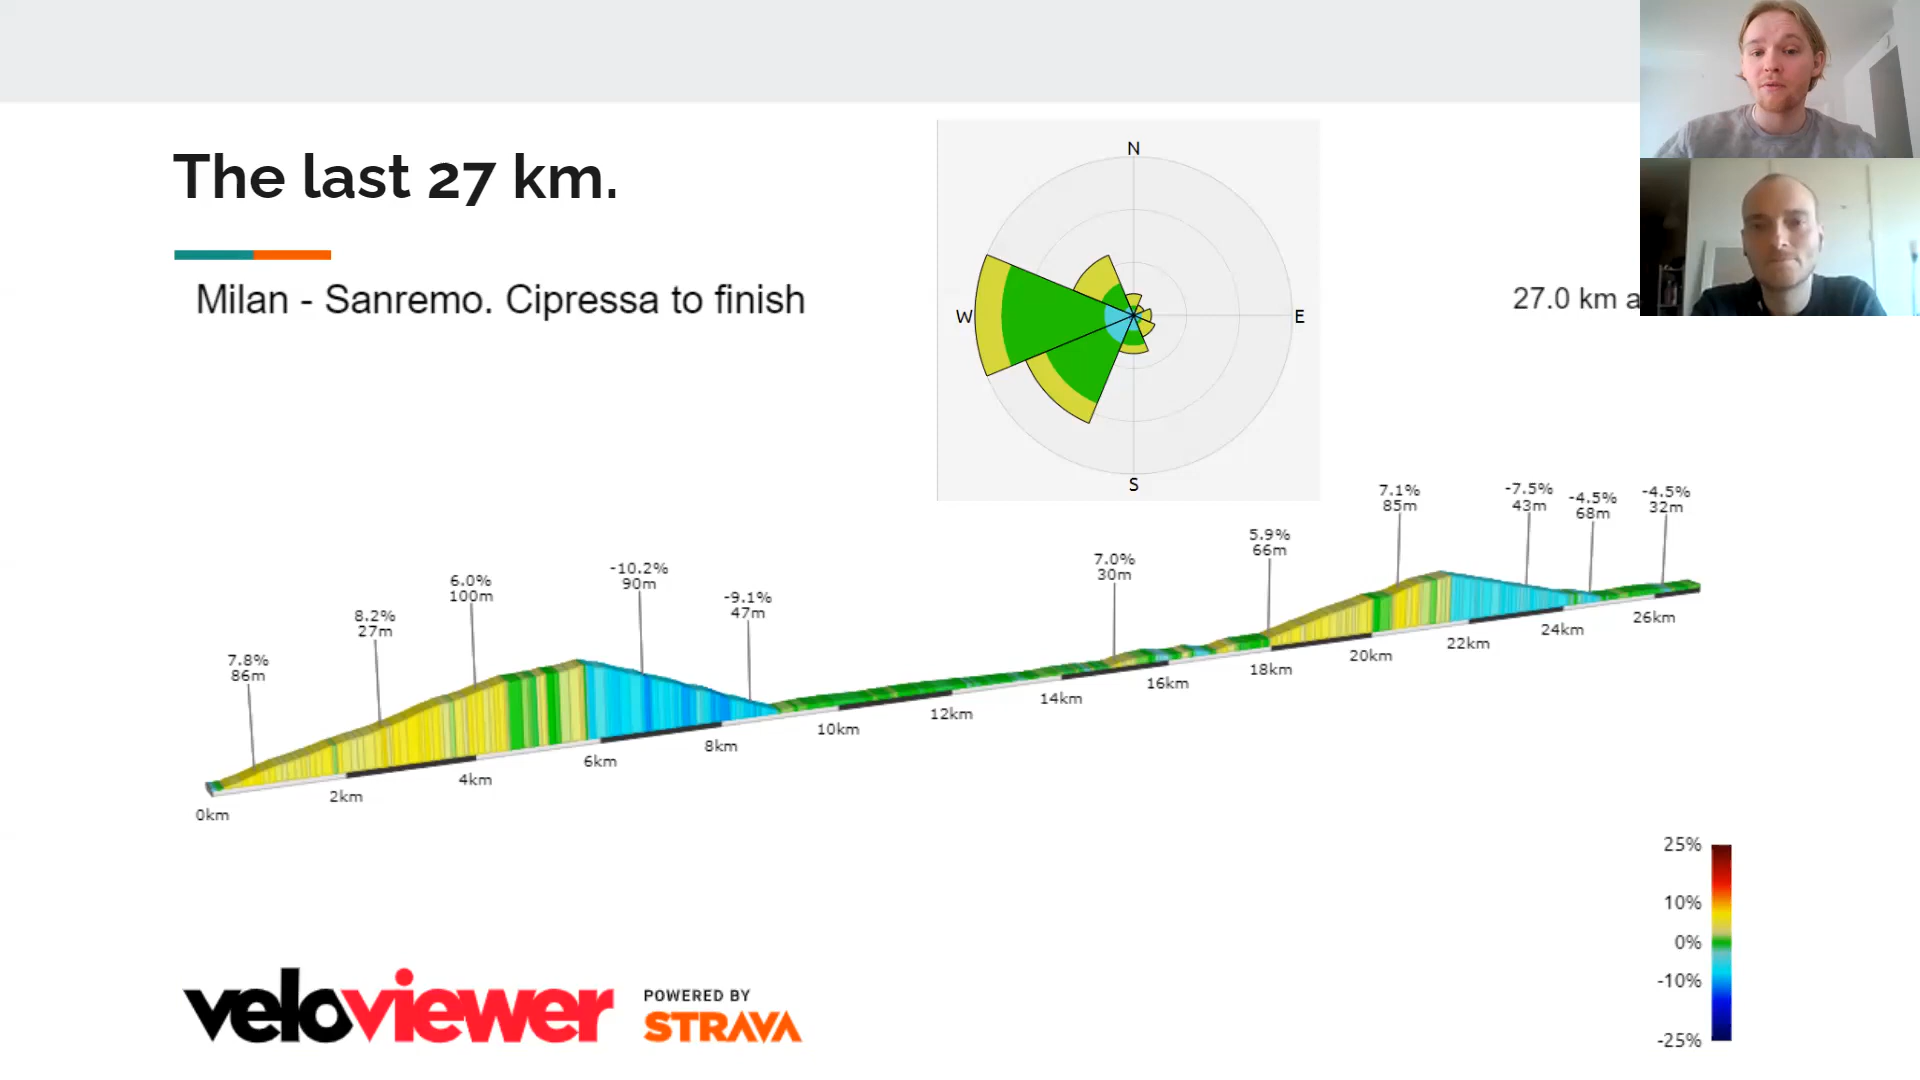 The last 27 km.
Milan - Sanremo. Cipressa to finish
27.0 km a
N
W
E
S
7.8%
86m
8.2%
27m
6.0%
100m
-10.2%
90m
-9.1%
47m
7.0%
30m
5.9%
66m
7.1%
85m
-7.5%
43m
-4.5%
68m
-4.5%
32m
0km
2km
4km
6km
8km
10km
12km
14km
16km
18km
20km
22km
24km
26km
25%
10%
0%
-10%
-25%
veloviewer
POWERED BY
STRAVA